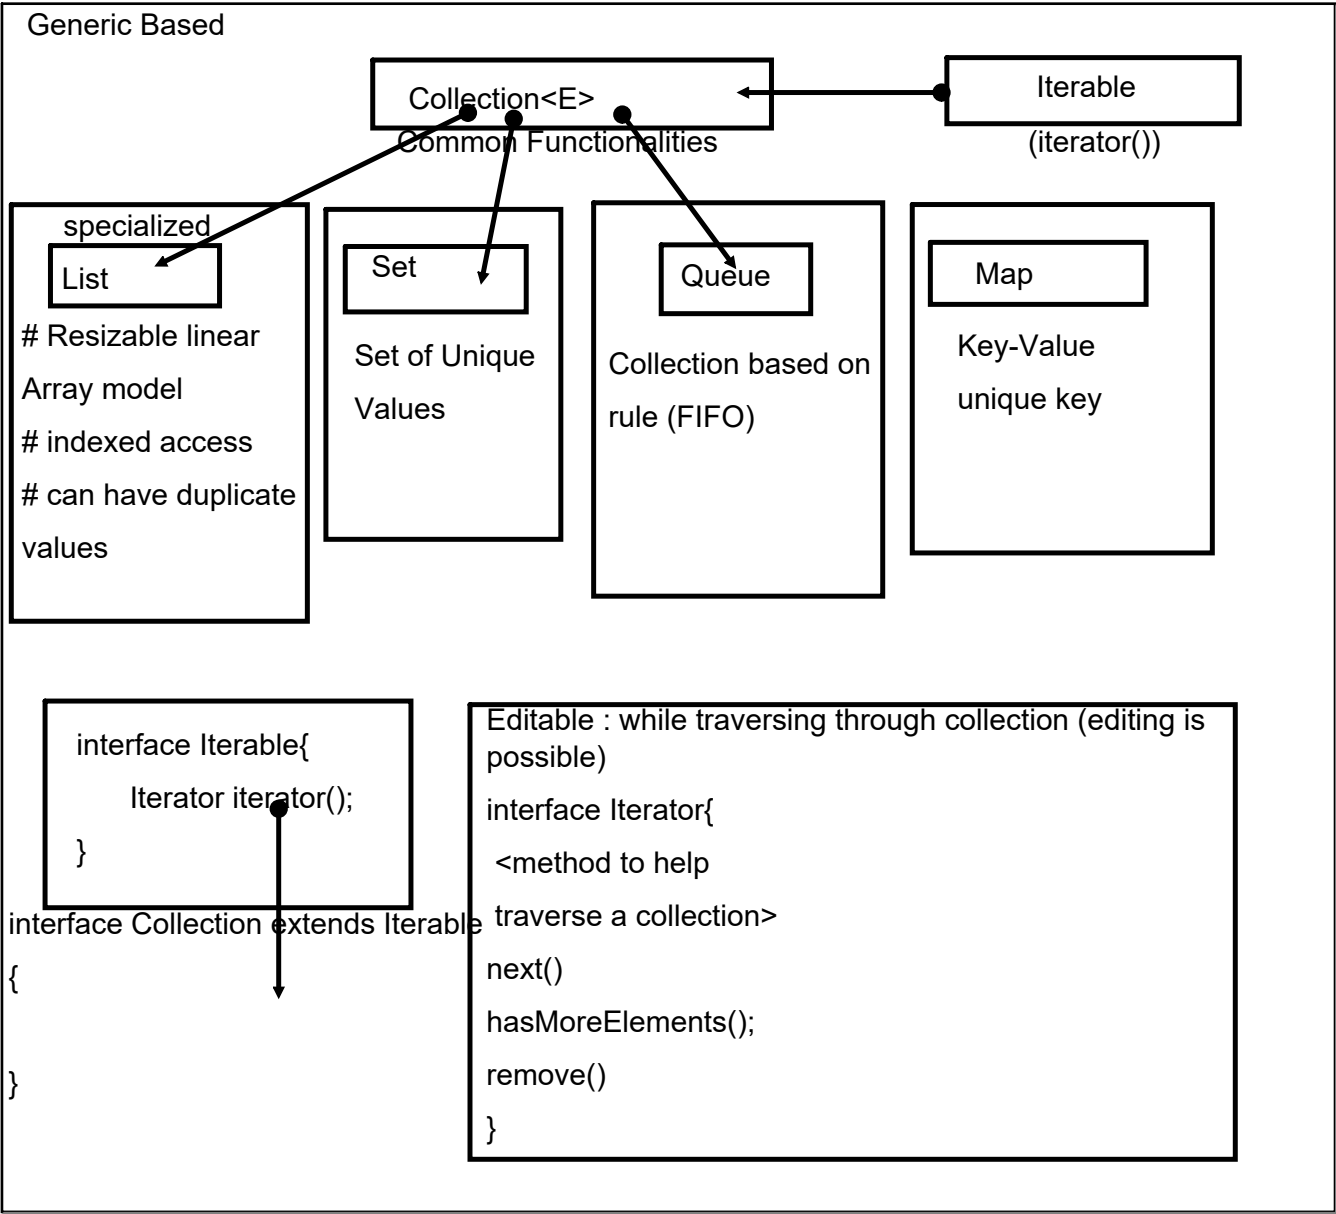 Generic Based
Collection<E>
Common Functionalities
Iterable
(iterator())
specialized
List
# Resizable linear
Array model
# indexed access
# can have duplicate
values
Set
Set of Unique
Values
Queue
Collection based on
rule (FIFO)
Map
Key-Value
unique key
interface Iterable{
Iterator iterator();
}
interface Collection extends Iterable
{
}
Editable : while traversing through collection (editing is
possible)
interface Iterator{
<method to help
traverse a collection>
next()
hasMoreElements();
remove()
}